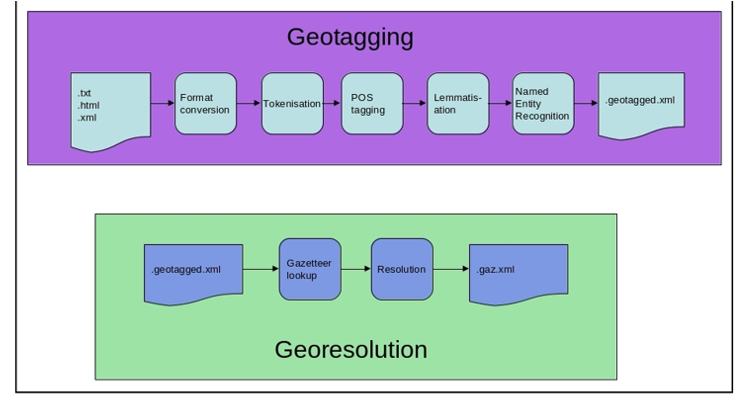 Geotagging
.txt
.html
.xml
Format
conversion
Tokenisation
POS
tagging
Lemmatis-
ation
Named
Entity
Recognition
.geotagged.xml
.geotagged.xml
Gazetteer
lookup
Resolution
.gaz.xml
Georesolution